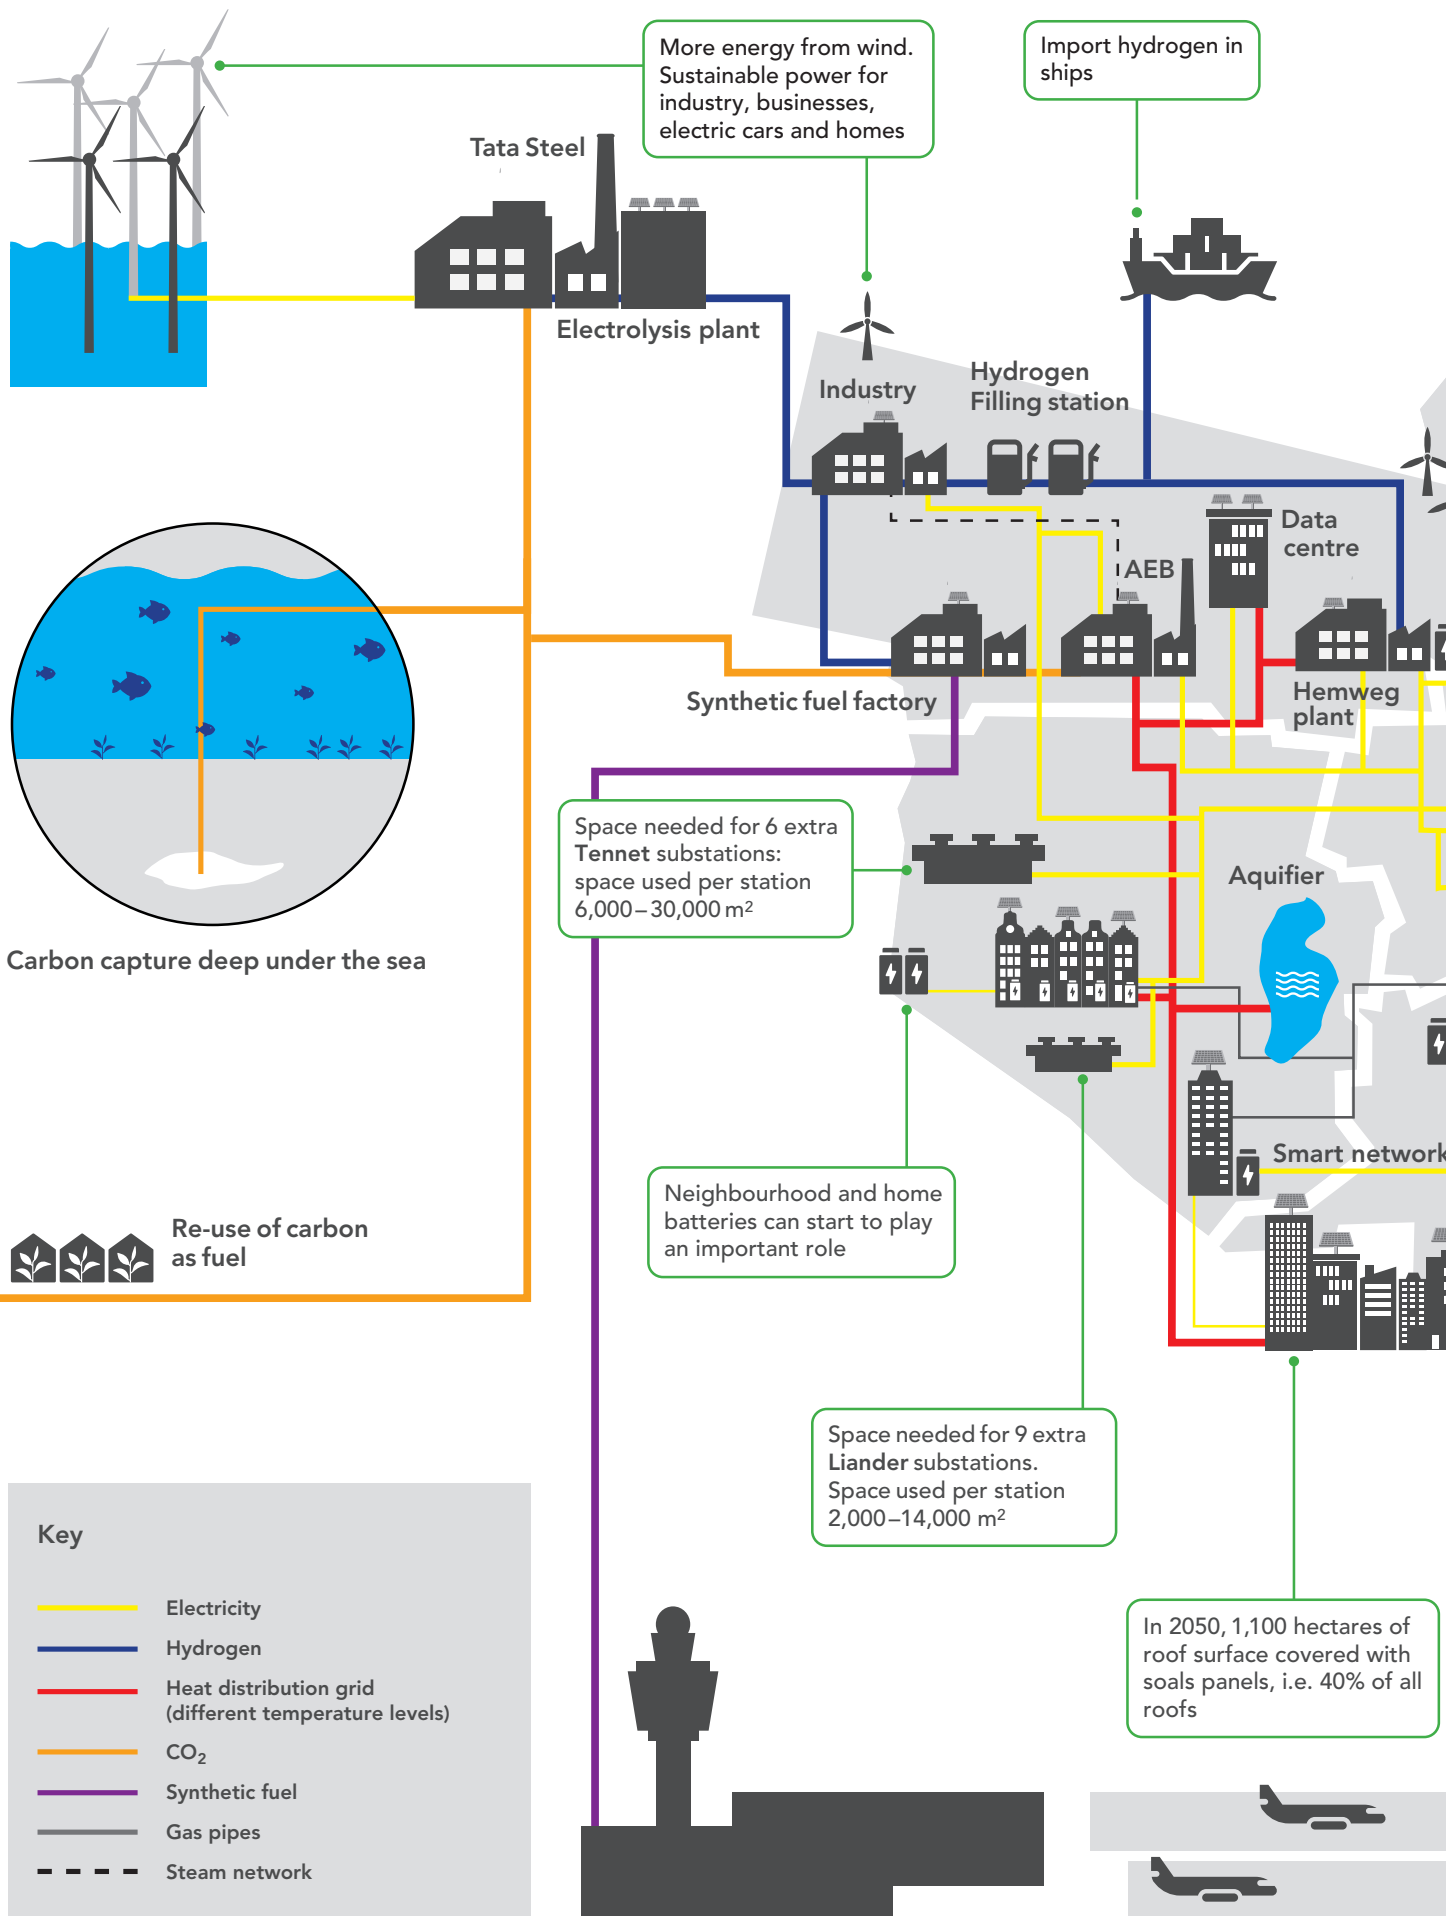 More energy from wind.
Sustainable power for
industry, businesses,
electric cars and homes
Import hydrogen in
ships
Tata Steel
Electrolysis plant
Industry
Hydrogen
Filling station
Data
centre
AEB
Synthetic fuel factory
Hemweg
plant
Space needed for 6 extra
Tennet substations:
space used per station
6,000–30,000 m²
Aquifier
Carbon capture deep under the sea
Smart network
Neighbourhood and home
batteries can start to play
an important role
Re-use of carbon
as fuel
Space needed for 9 extra
Liander substations.
Space used per station
2,000–14,000 m²
In 2050, 1,100 hectares of
roof surface covered with
soals panels, i.e. 40% of all
roofs
Key
Electricity
Hydrogen
Heat distribution grid
(different temperature levels)
CO₂
Synthetic fuel
Gas pipes
Steam network